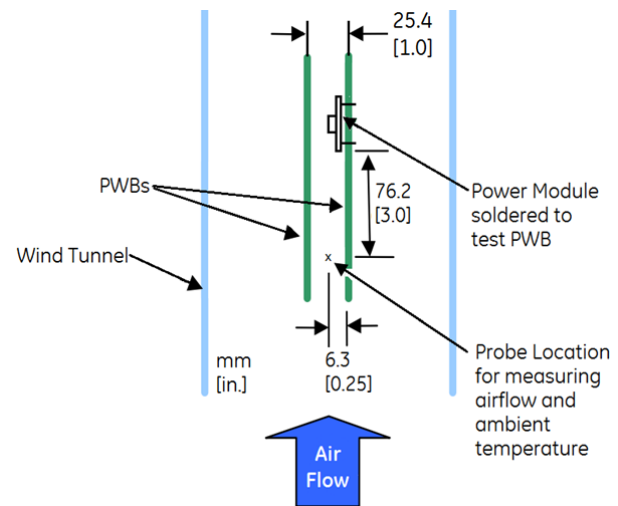 25.4
[1.0]
PWBs
76.2
[3.0]
Power Module
soldered to
test PWB
Wind Tunnel
x
mm
[in.]
6.3
[0.25]
Probe Location
for measuring
airflow and
ambient
temperature
Air
Flow